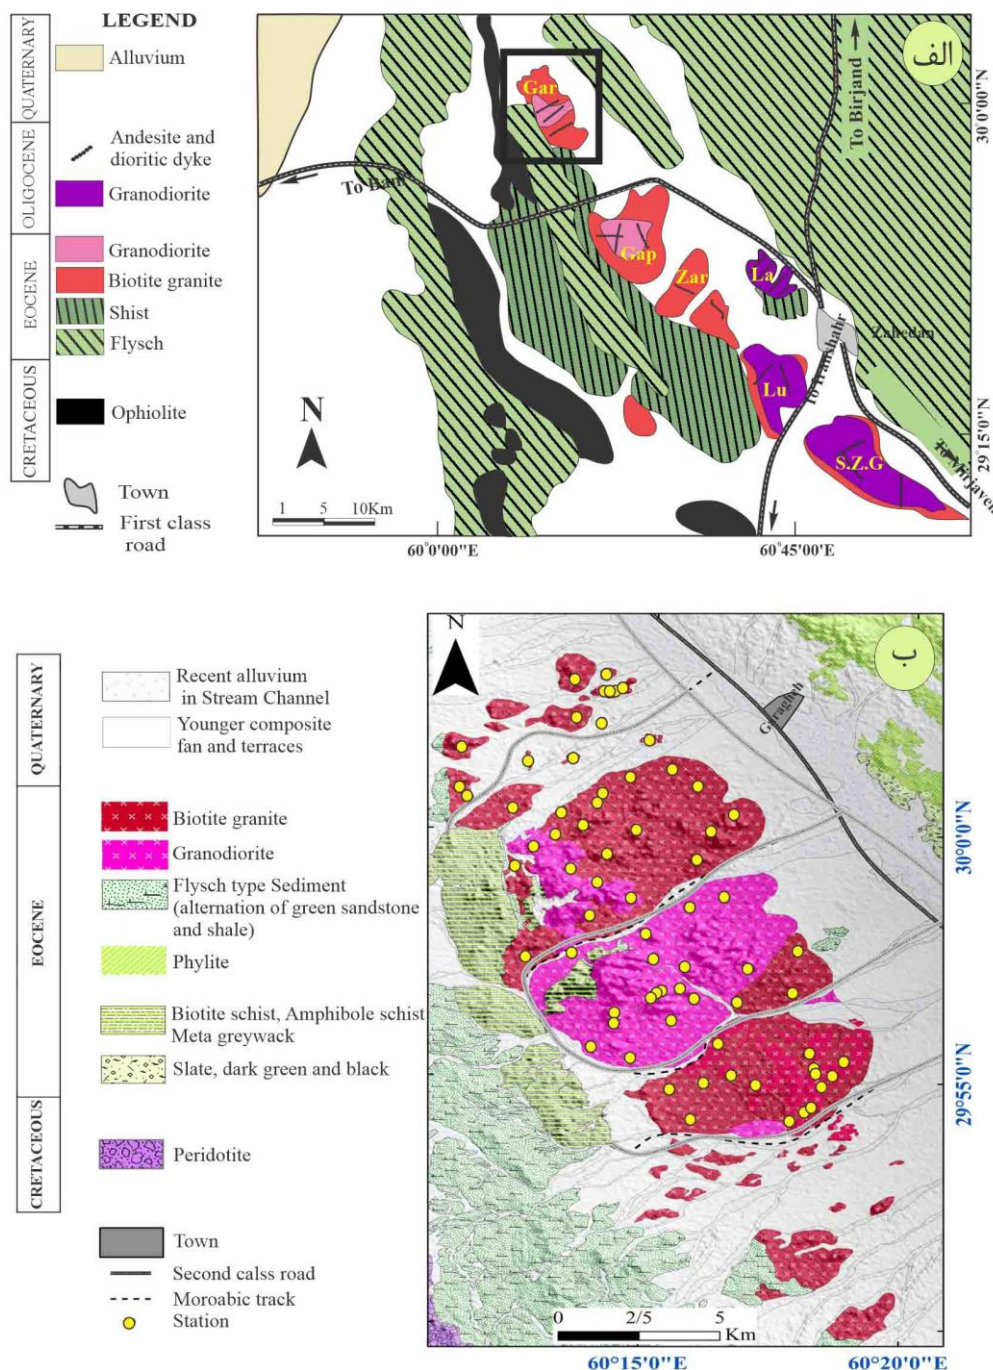 LEGEND
QUATERNARY
OLIGOCENE
EOCENE
CRETACEOUS
Alluvium
Andesite and
dioritic dyke
Granodiorite
Granodiorite
Biotite granite
Shist
Flysch
Ophiolite
Town
First class
road
الف
Gar
To Birjand
To Bam
Gap
Zar
La
Zahedan
To Iranshahr
Lu
S.Z.G
To Mirjaveh
N
1 5 10Km
30°0'0"N
29°15'0"N
60°0'00"E
60°45'00"E
QUATERNARY
EOCENE
CRETACEOUS
Recent alluvium
in Stream Channel
Younger composite
fan and terraces
Biotite granite
Granodiorite
Flysch type Sediment
(alternation of green sandstone
and shale)
Phylite
Biotite schist, Amphibole schist
Meta greywack
Slate, dark green and black
Peridotite
Town
Second calss road
Moroabic track
Station
ب
N
Garagheh
30°0'0"N
29°55'0"N
0 2/5 5
Km
60°15'0"E
60°20'0"E